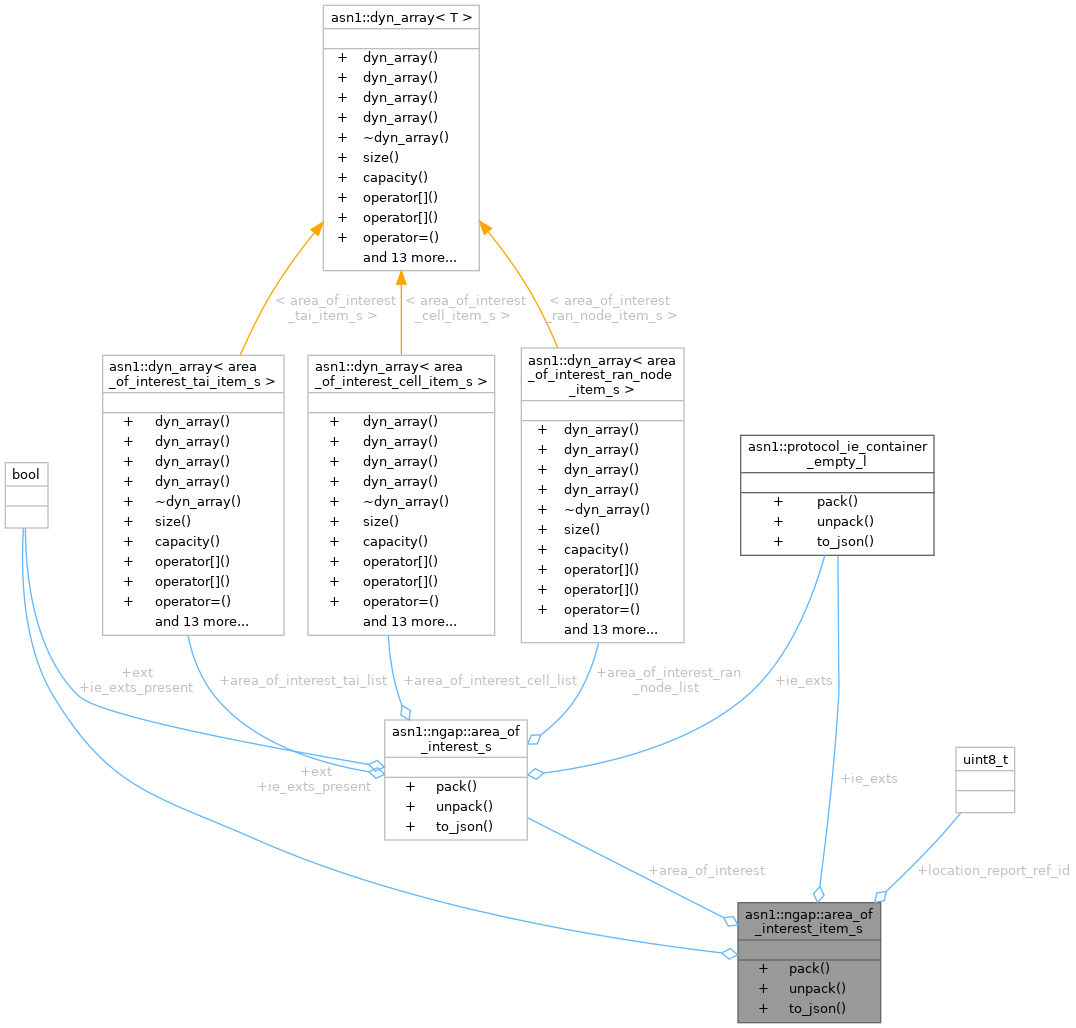 asn1::dyn_array< T >
+ dyn_array()
+ dyn_array()
+ dyn_array()
+ dyn_array()
+ ~dyn_array()
+ size()
+ capacity()
+ operator[]()
+ operator[]()
+ operator=()
and 13 more...
< area_of_interest
_tai_item_s >
< area_of_interest
_cell_item_s >
< area_of_interest
_ran_node_item_s >
asn1::dyn_array< area
_of_interest_tai_item_s >
+ dyn_array()
+ dyn_array()
+ dyn_array()
+ dyn_array()
+ ~dyn_array()
+ size()
+ capacity()
+ operator[]()
+ operator[]()
+ operator=()
and 13 more...
asn1::dyn_array< area
_of_interest_cell_item_s >
+ dyn_array()
+ dyn_array()
+ dyn_array()
+ dyn_array()
+ ~dyn_array()
+ size()
+ capacity()
+ operator[]()
+ operator[]()
+ operator=()
and 13 more...
asn1::dyn_array< area
_of_interest_ran_node
_item_s >
+ dyn_array()
+ dyn_array()
+ dyn_array()
+ dyn_array()
+ ~dyn_array()
+ size()
+ capacity()
+ operator[]()
+ operator[]()
+ operator=()
and 13 more...
asn1::protocol_ie_container
_empty_l
+ pack()
+ unpack()
+ to_json()
bool
+ext
+ie_exts_present
+area_of_interest_tai_list
+area_of_interest_cell_list
+area_of_interest_ran
_node_list
+ie_exts
asn1::ngap::area_of
_interest_s
+ pack()
+ unpack()
+ to_json()
uint8_t
+ext
+ie_exts_present
+ie_exts
+area_of_interest
+location_report_ref_id
asn1::ngap::area_of
_interest_item_s
+ pack()
+ unpack()
+ to_json()